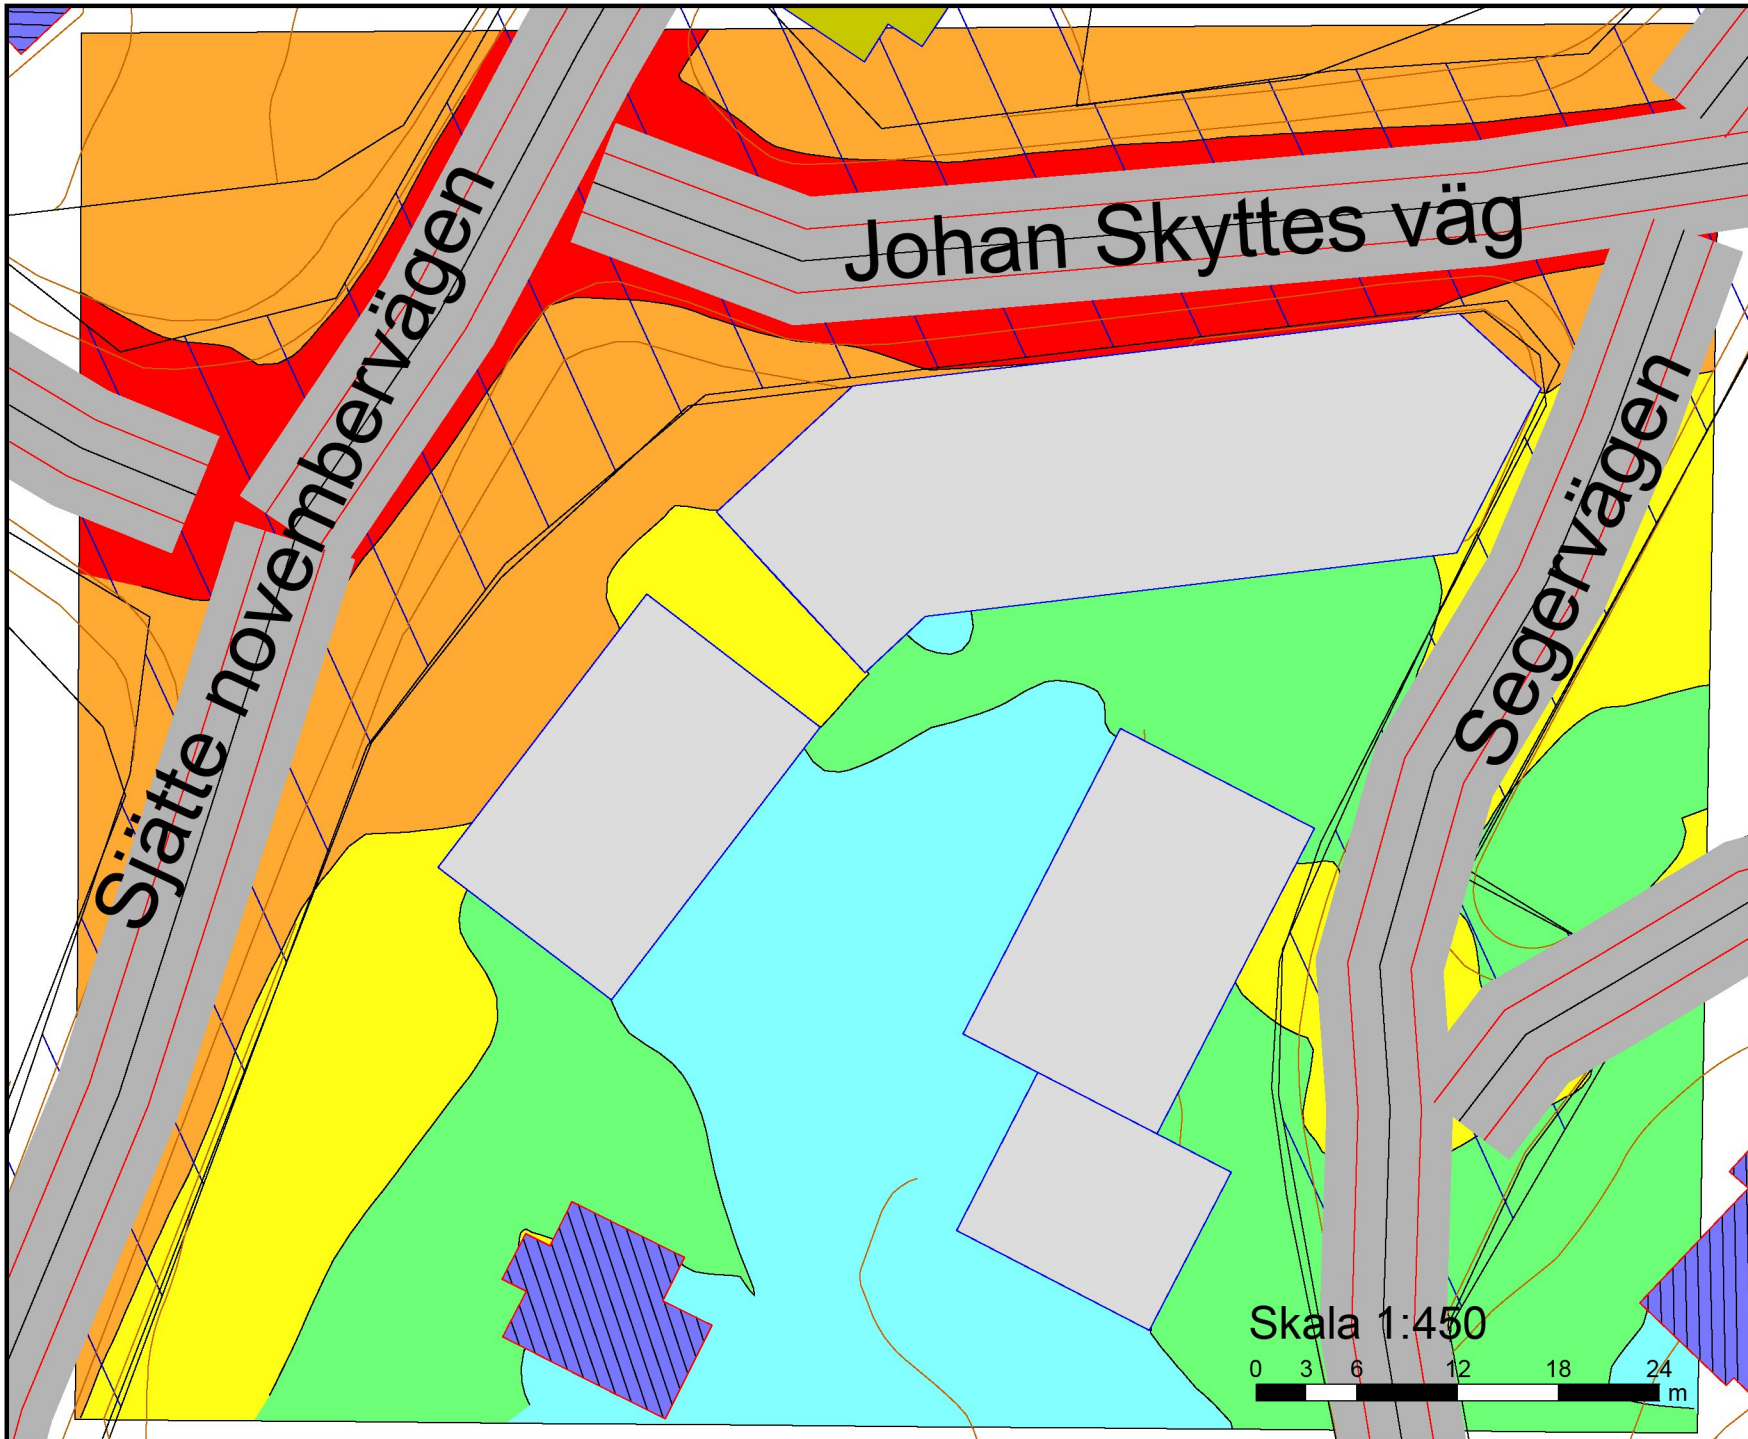 Johan Skyttes väg
Sjätte novembervägen
Segervägen
Skala 1:450
0 3 6 12 18 24
m